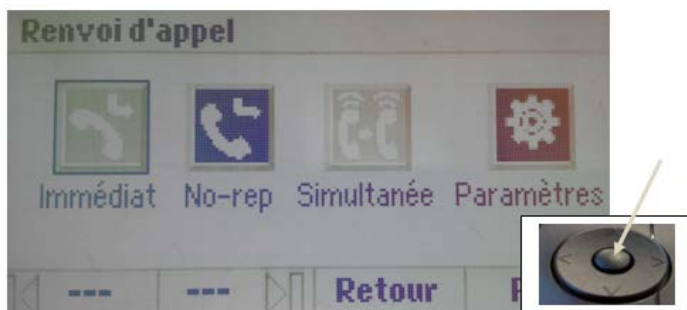 Renvoi d'appel
Immédiat No-rep Simultanée Paramètres
--- --- Retour